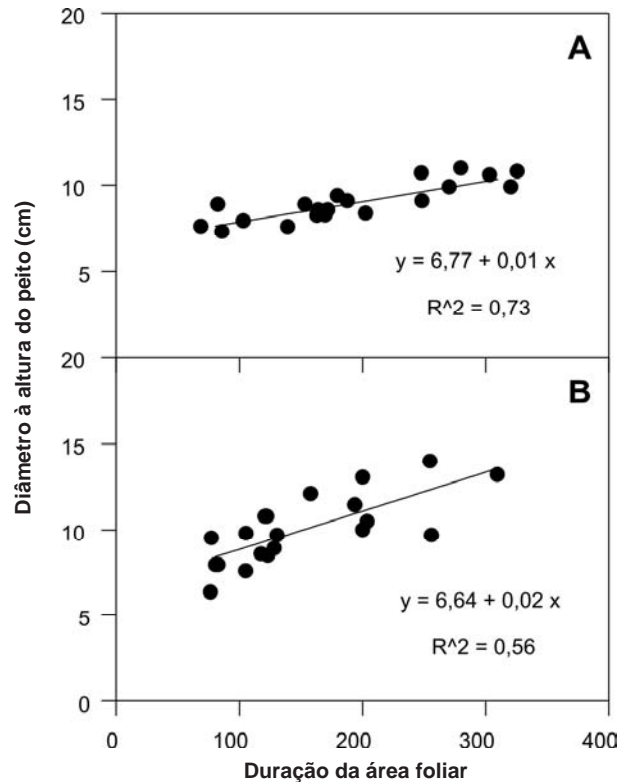 20
A
15
10
5
y = 6,77 + 0,01 x
R^2 = 0,73
Diâmetro à altura do peito (cm)
20
B
15
10
5
y = 6,64 + 0,02 x
R^2 = 0,56
0
0 100 200 300 400
Duração da área foliar